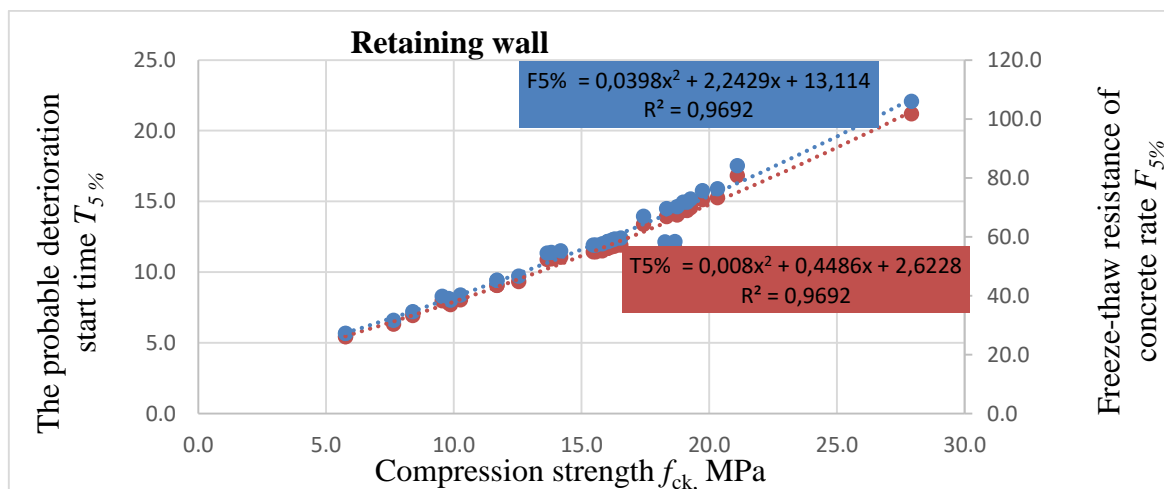 Retaining wall
The probable deterioration
start time T5 %
25.0
20.0
15.0
10.0
5.0
0.0
F5% = 0,0398x² + 2,2429x + 13,114
R² = 0,9692
T5% = 0,008x² + 0,4486x + 2,6228
R² = 0,9692
120.0
100.0
80.0
60.0
40.0
20.0
0.0
Freeze-thaw resistance of
concrete rate F5%
0.0 5.0 10.0 15.0 20.0 25.0 30.0
Compression strength fck, MPa